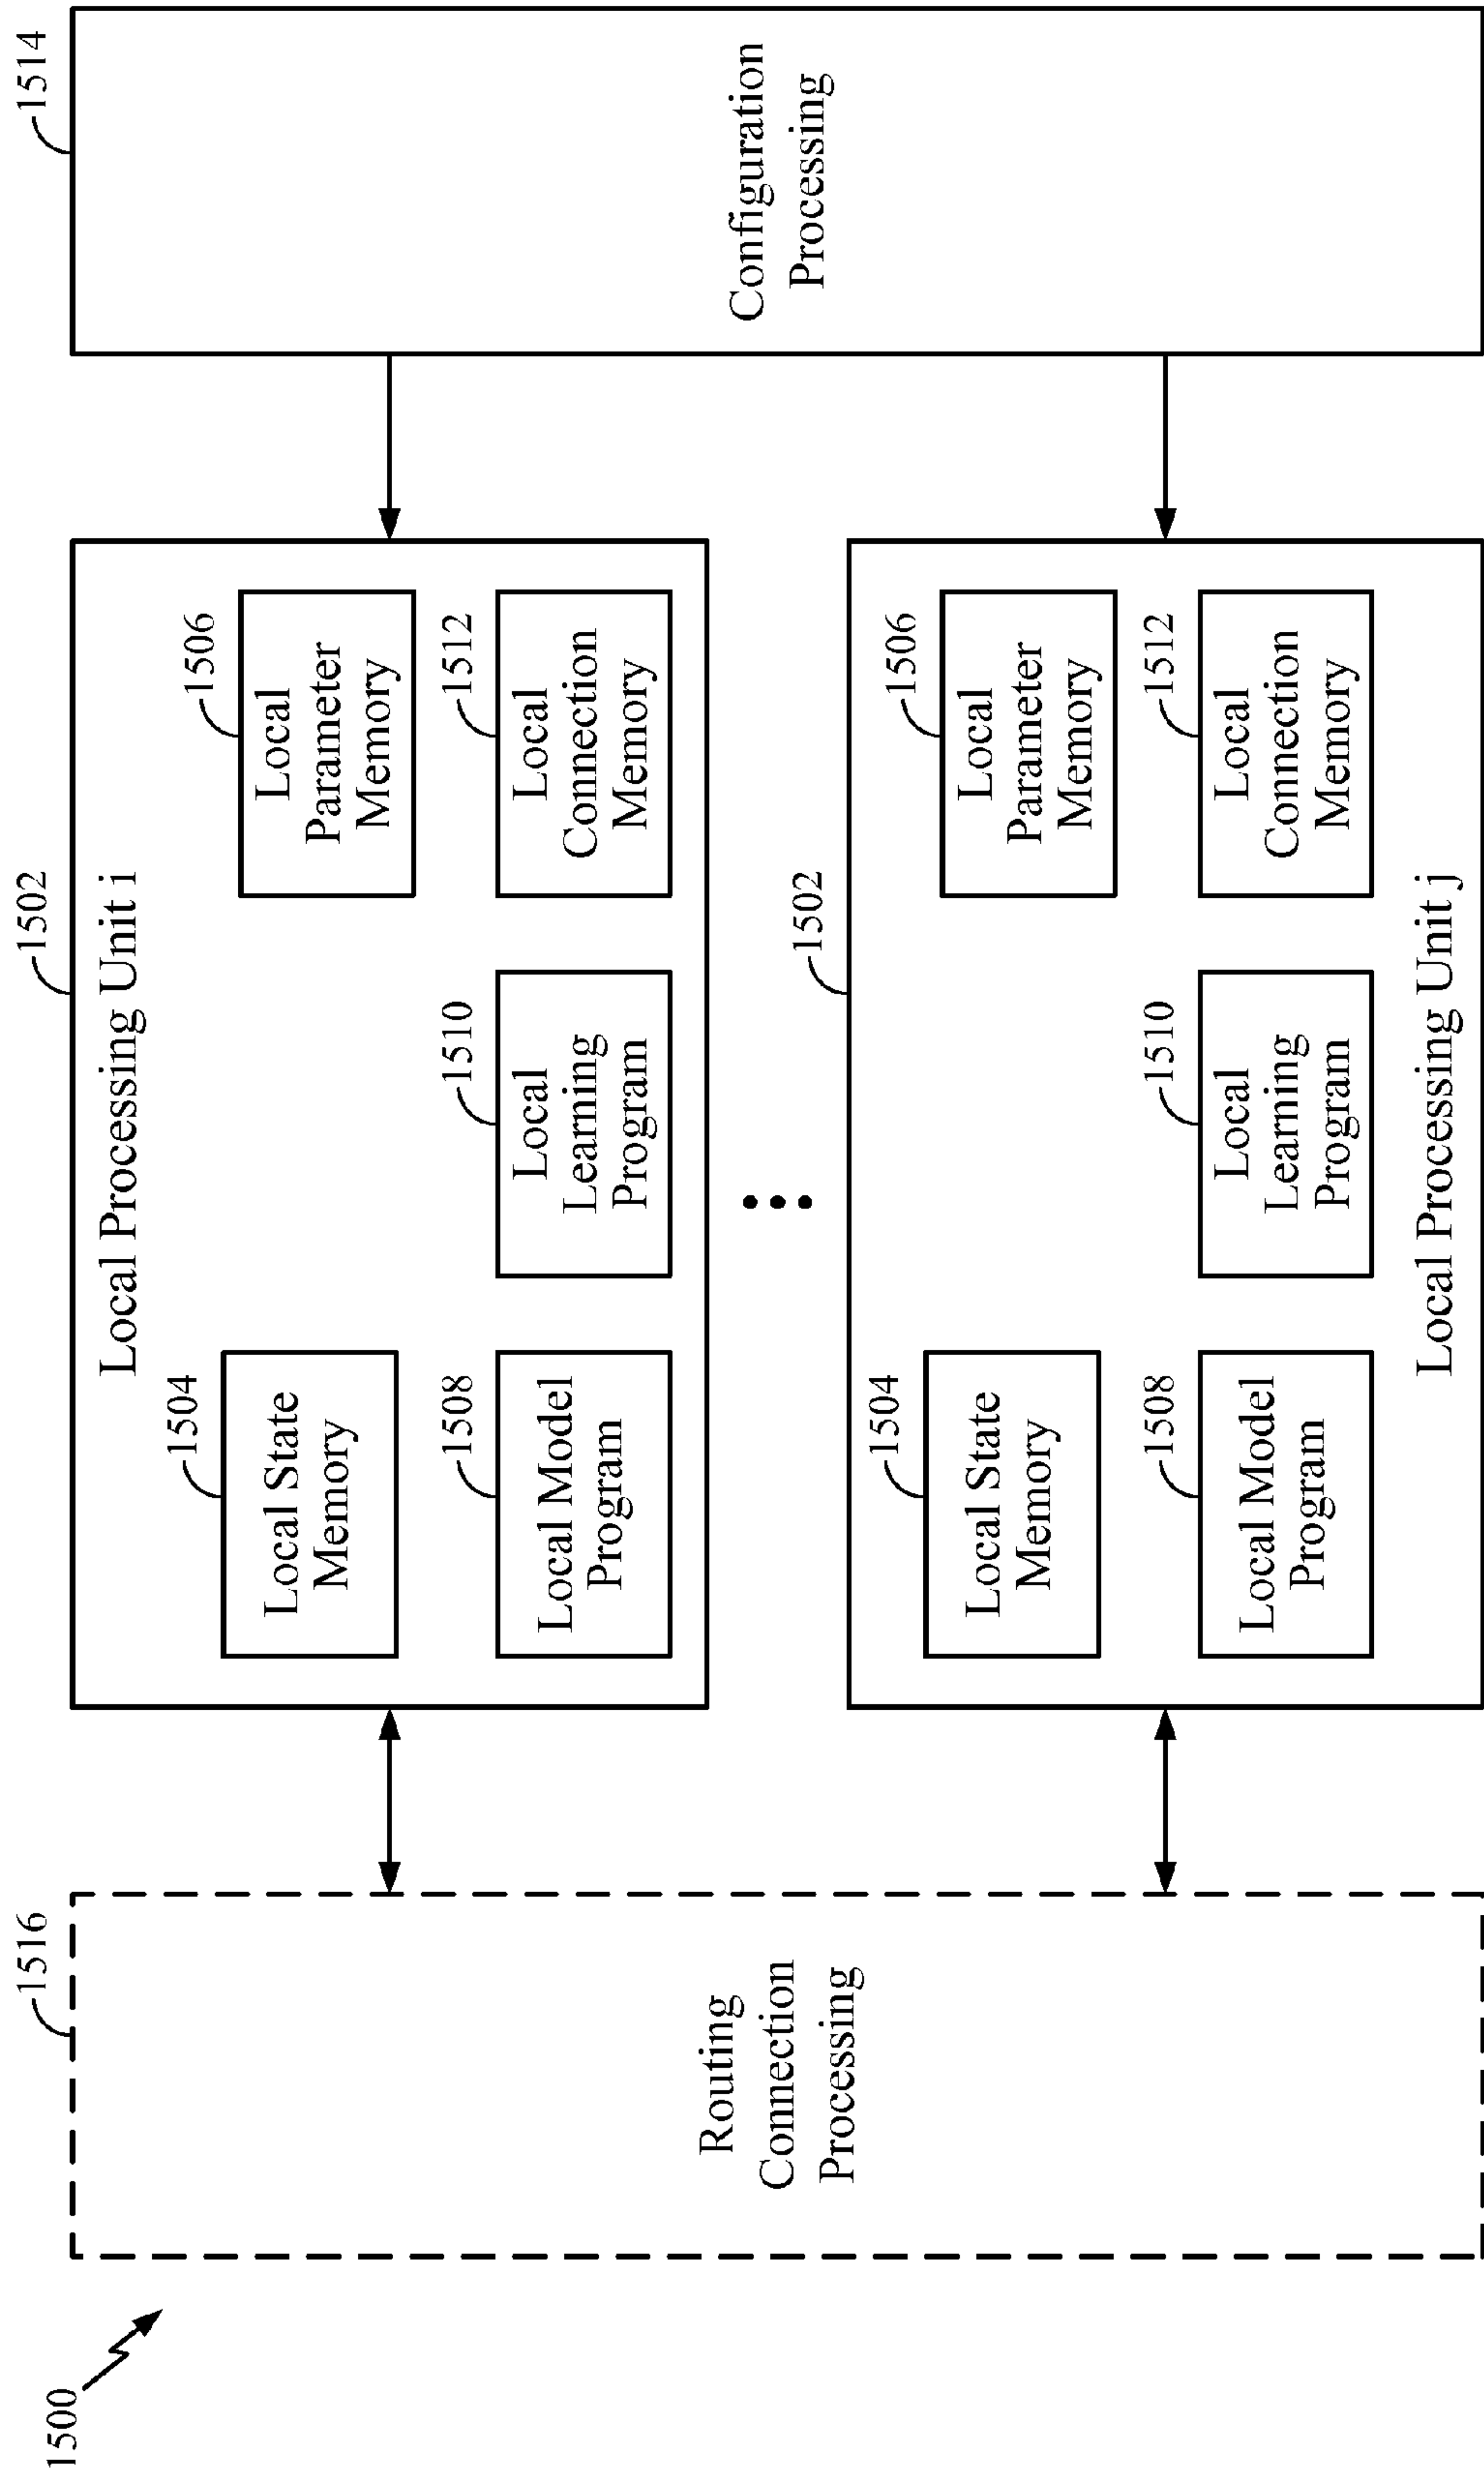 1500
1516
Routing
Connection
Processing
1502
Local Processing Unit i
1504
Local State
Memory
1506
Local
Parameter
Memory
1508
Local Model
Program
1510
Local
Learning
Program
1512
Local
Connection
Memory
1502
1504
Local State
Memory
1506
Local
Parameter
Memory
1508
Local Model
Program
1510
Local
Learning
Program
1512
Local
Connection
Memory
Local Processing Unit j
1514
Configuration
Processing